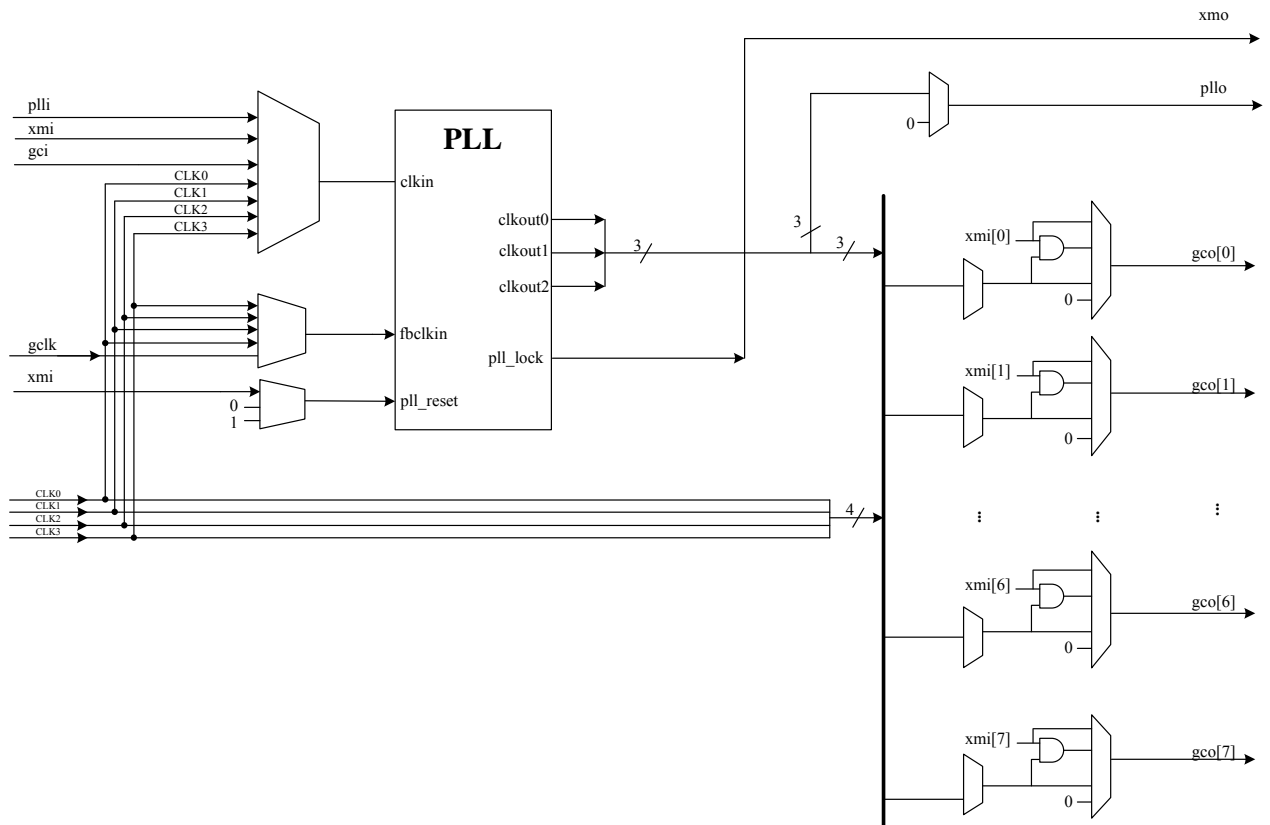 xmo
plli
xmi
gci
CLK0
CLK1
CLK2
CLK3
PLL
clkin
clkout0
clkout1
clkout2
fbclkin
pll_lock
pll_reset
gclk
xmi
0
1
3
3
3
0
pllo
xmi[0]
0
gco[0]
xmi[1]
0
gco[1]
CLK0
CLK1
CLK2
CLK3
4
...
...
...
xmi[6]
0
gco[6]
xmi[7]
0
gco[7]